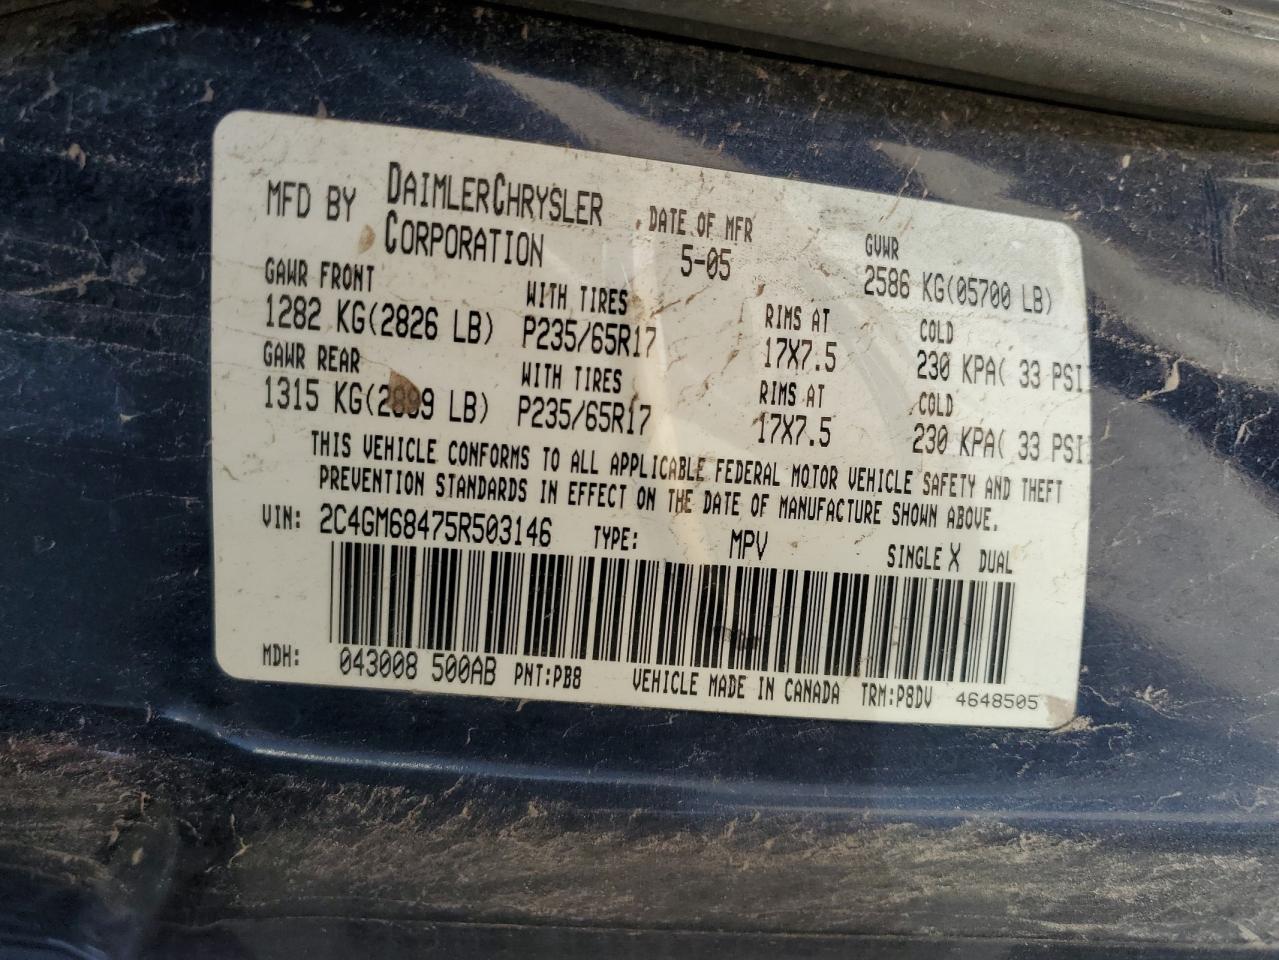 MFD BY DAIMLERCHRYSLER CORPORATION
DATE OF MFR 5-05
GVWR 2586 KG(05700 LB)
GAWR FRONT WITH TIRES RIMS AT COLD
1282 KG(2826 LB) P235/65R17 17X7.5 230 KPA( 33 PSI
GAWR REAR WITH TIRES RIMS AT COLD
1315 KG(2899 LB) P235/65R17 17X7.5 230 KPA( 33 PSI
THIS VEHICLE CONFORMS TO ALL APPLICABLE FEDERAL MOTOR VEHICLE SAFETY AND THEFT
PREVENTION STANDARDS IN EFFECT ON THE DATE OF MANUFACTURE SHOWN ABOVE.
VIN: 2C4GM68475R503146 TYPE: MPV SINGLE X DUAL
MDH: 043008 500AB PNT:PB8 VEHICLE MADE IN CANADA TRM:P8DV 4648505